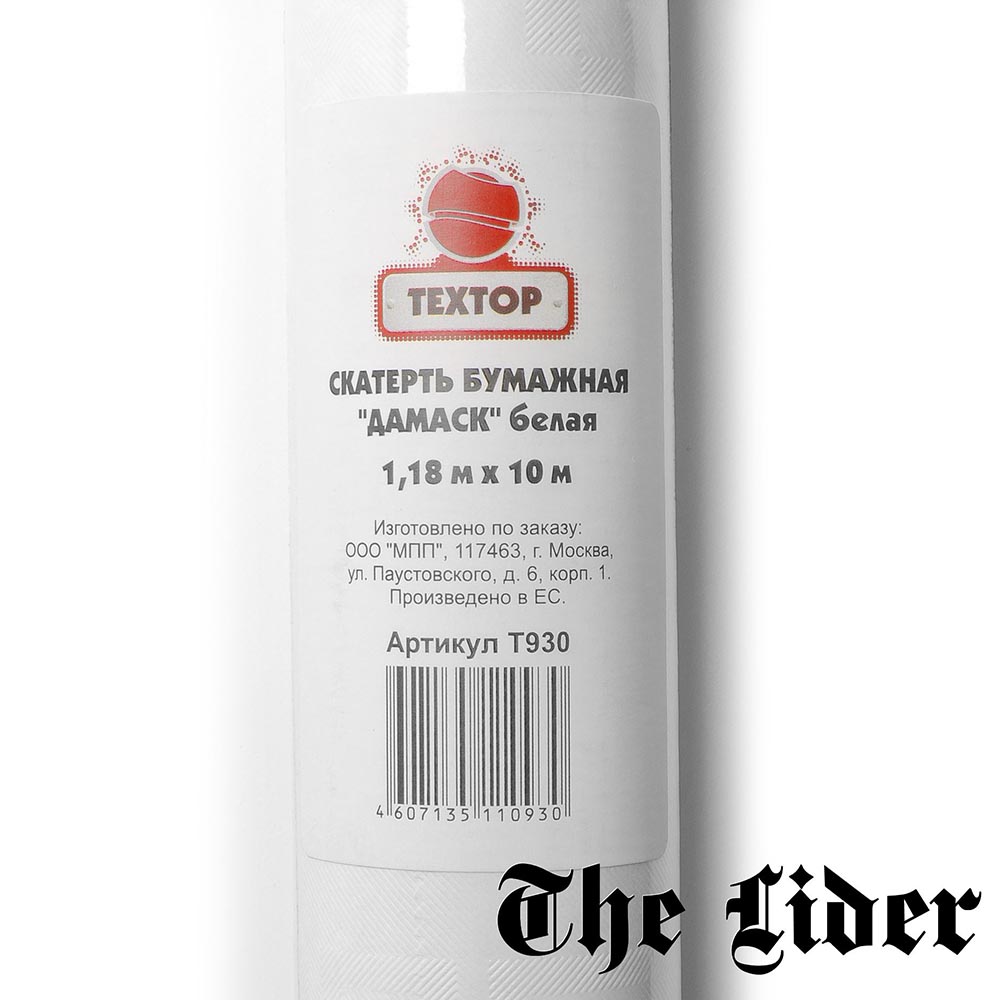 ТЕХТОР
СКАТЕРТЬ БУМАЖНАЯ
"ДАМАСК" белая
1,18 м х 10 м
Изготовлено по заказу:
ООО "МПП", 117463, г. Москва,
ул. Паустовского, д. 6, корп. 1.
Произведено в ЕС.
Артикул Т930
4 607135 110930
The Lider